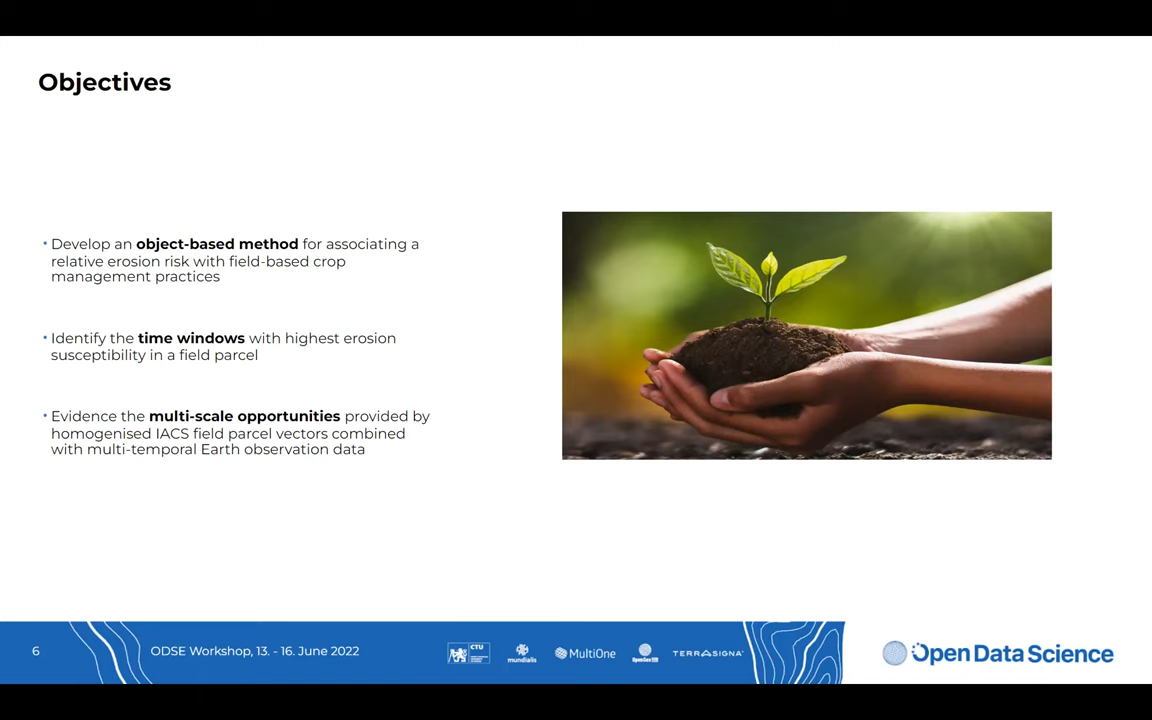 Objectives
• Develop an object-based method for associating a
relative erosion risk with field-based crop
management practices
• Identify the time windows with highest erosion
susceptibility in a field parcel
• Evidence the multi-scale opportunities provided by
homogenised IACS field parcel vectors combined
with multi-temporal Earth observation data
6
ODSE Workshop, 13. - 16. June 2022
CTU
mundialis
MultiOne
TERRASIGNA
Open Data Science